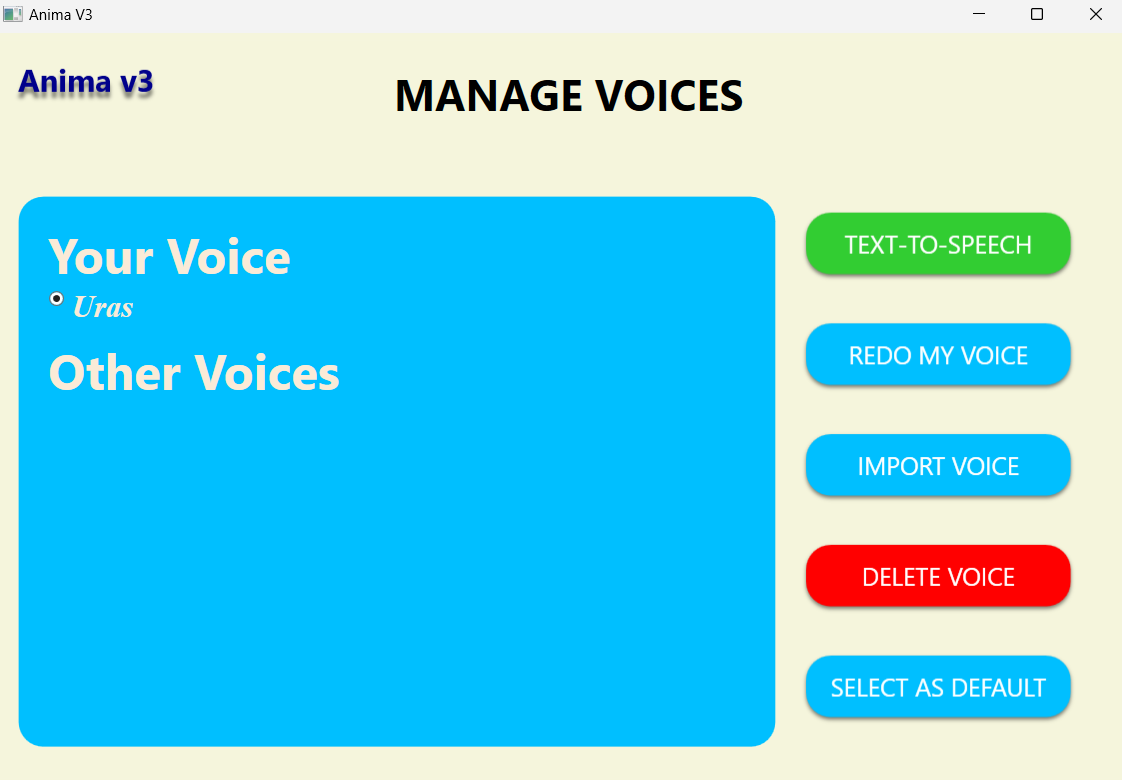 Anima V3
Anima v3
MANAGE VOICES
Your Voice
Uras
Other Voices
TEXT-TO-SPEECH
REDO MY VOICE
IMPORT VOICE
DELETE VOICE
SELECT AS DEFAULT